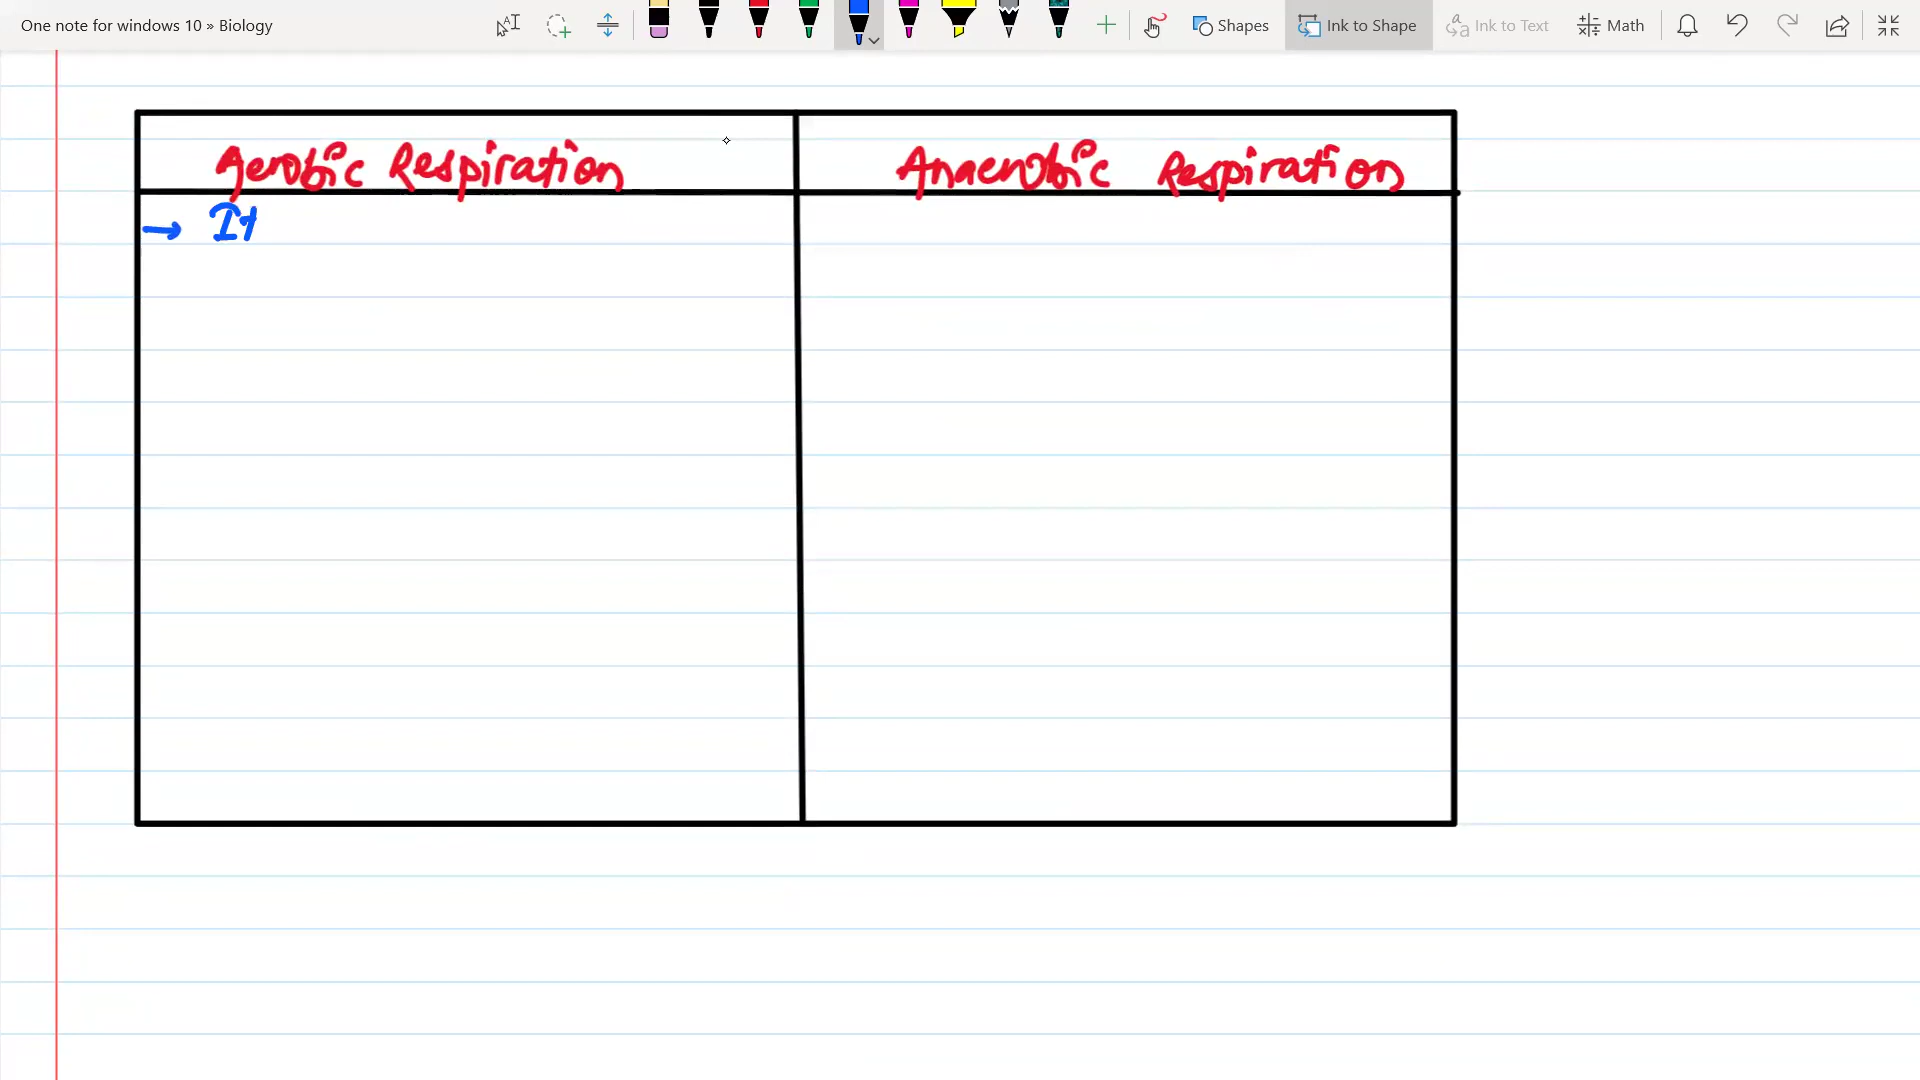 One note for windows 10 » Biology
Shapes
Ink to Shape
Ink to Text
Math
Aerobic Respiration
Anaerobic Respiration
→ It